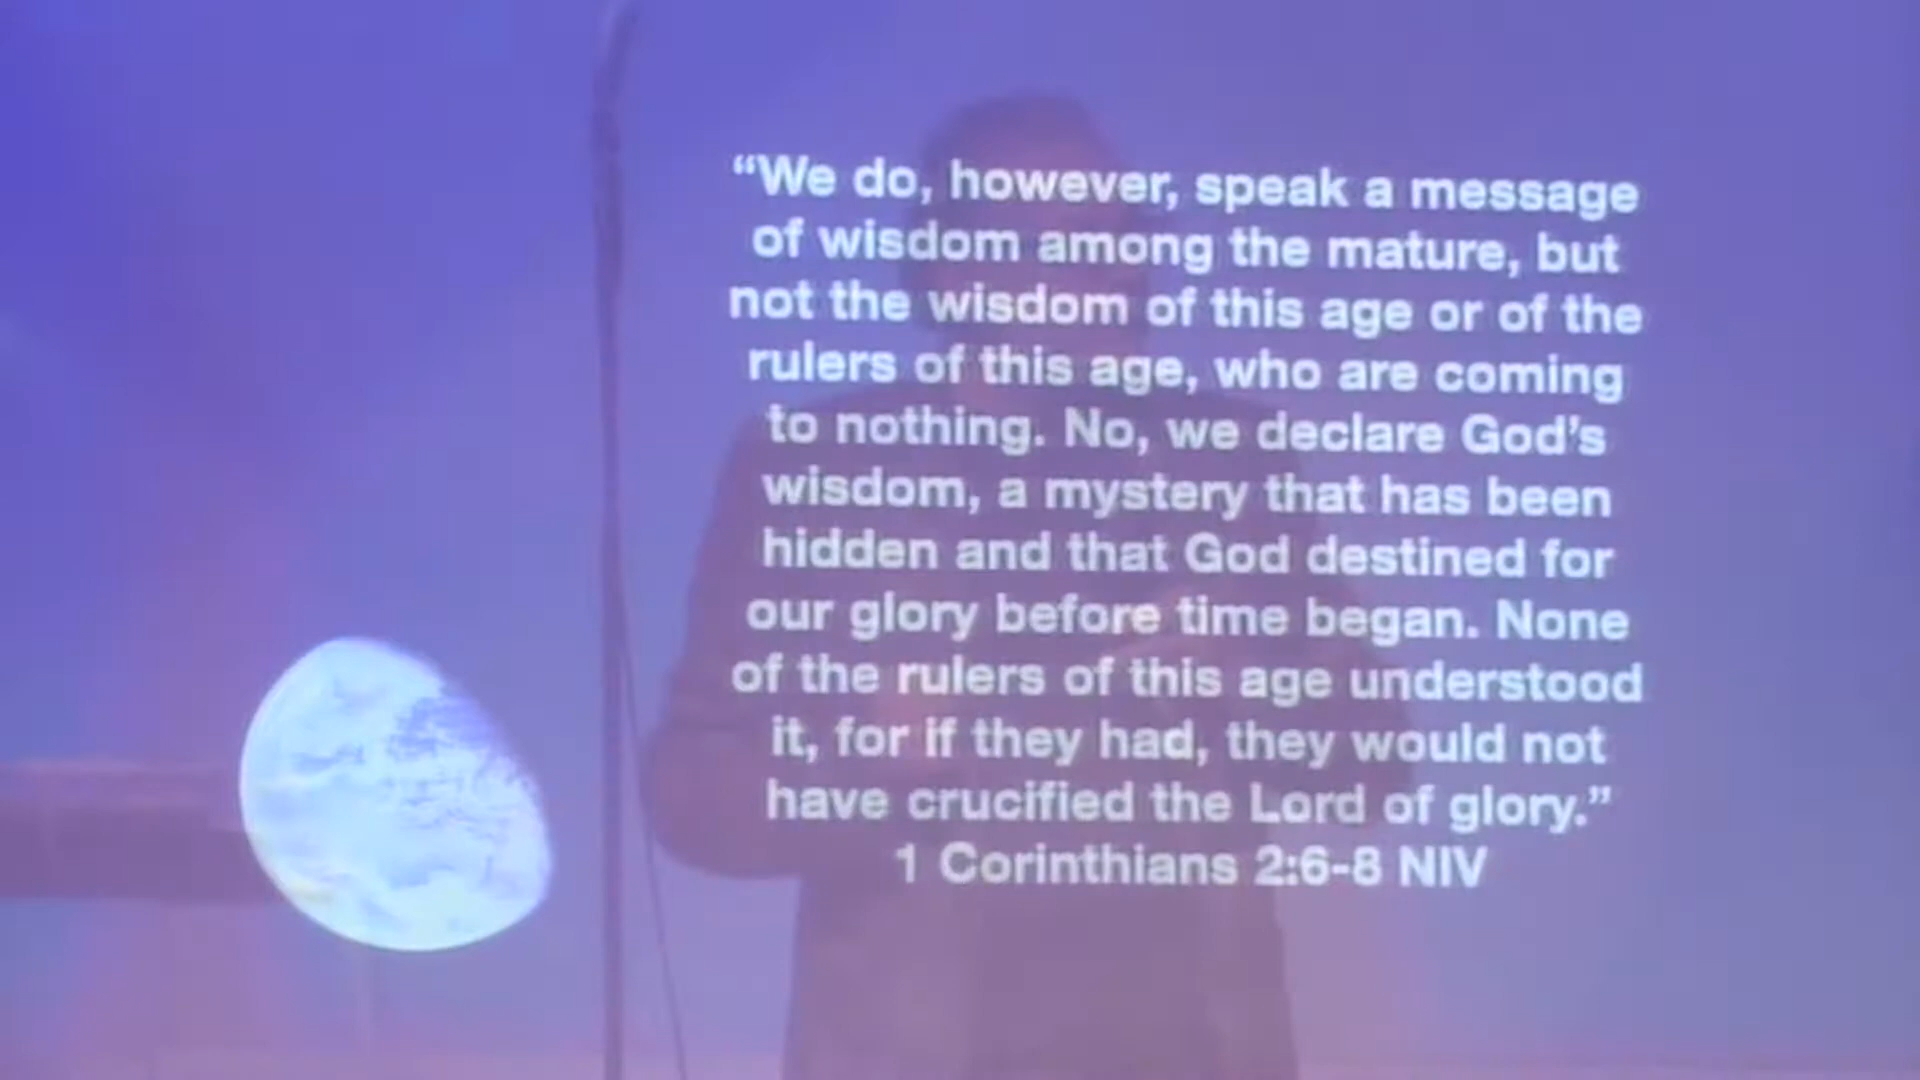 “We do, however, speak a message
of wisdom among the mature, but
not the wisdom of this age or of the
rulers of this age, who are coming
to nothing. No, we declare God’s
wisdom, a mystery that has been
hidden and that God destined for
our glory before time began. None
of the rulers of this age understood
it, for if they had, they would not
have crucified the Lord of glory.”
1 Corinthians 2:6-8 NIV